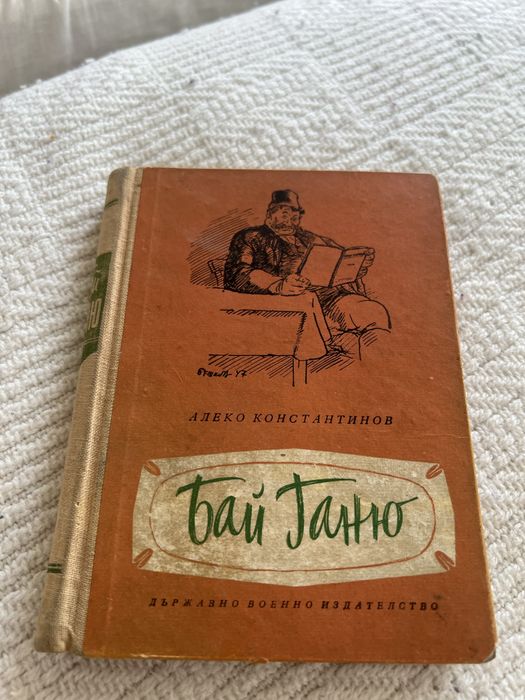 АЛЕКО КОНСТАНТИНОВ
Бай Ганю
ДЪРЖАВНО ВОЕННО ИЗДАТЕЛСТВО